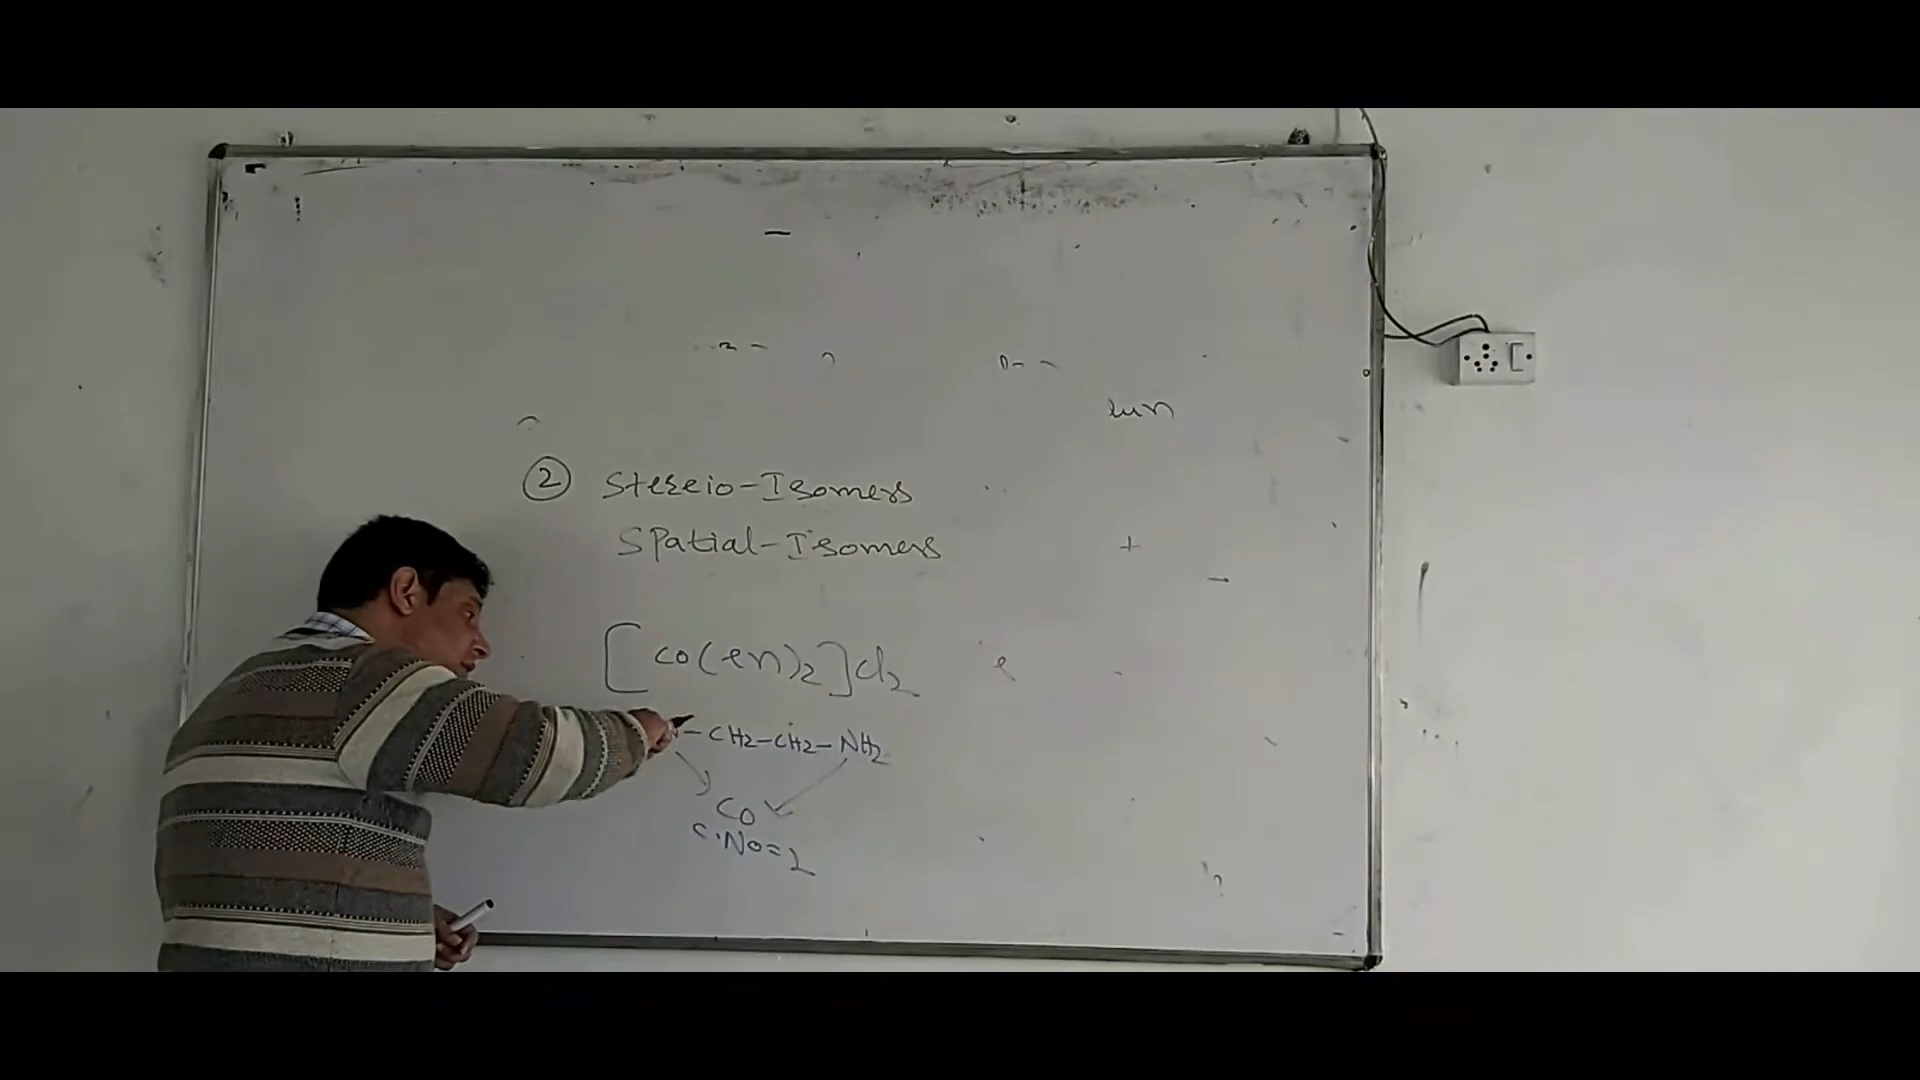 ② Stereio-Isomers
Spatial-Isomers
[Co(en)2]Cl2
-CH2-CH2-NH2
CO
C.No=2